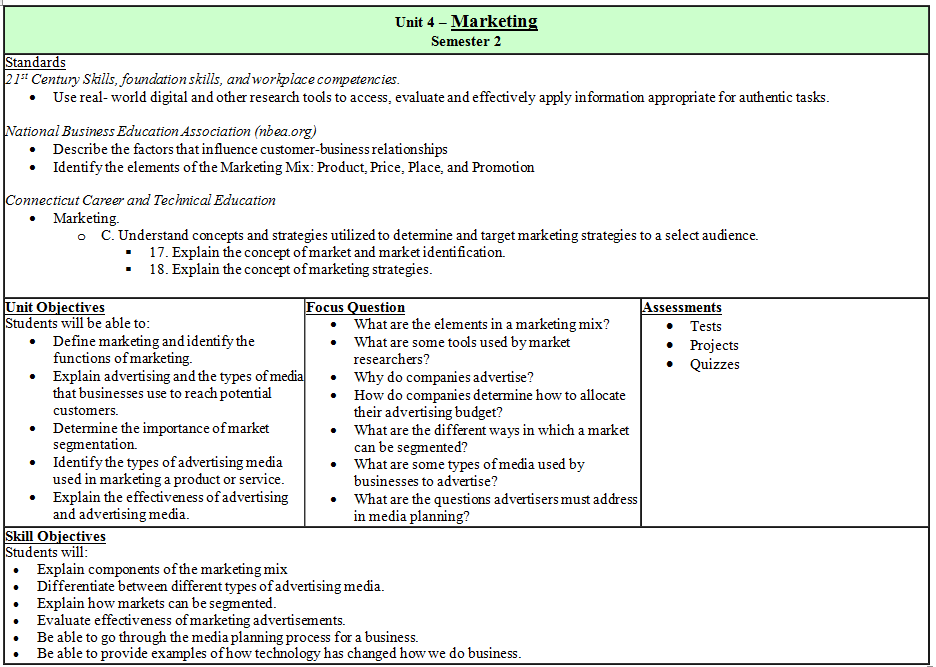 Unit 4 – Marketing
Semester 2
Standards
21st Century Skills, foundation skills, and workplace competencies.
• Use real- world digital and other research tools to access, evaluate and effectively apply information appropriate for authentic tasks.
National Business Education Association (nbea.org)
• Describe the factors that influence customer-business relationships
• Identify the elements of the Marketing Mix: Product, Price, Place, and Promotion
Connecticut Career and Technical Education
• Marketing.
o C. Understand concepts and strategies utilized to determine and target marketing strategies to a select audience.
▪ 17. Explain the concept of market and market identification.
▪ 18. Explain the concept of marketing strategies.
Unit Objectives
Students will be able to:
• Define marketing and identify the
functions of marketing.
• Explain advertising and the types of media
that businesses use to reach potential
customers.
• Determine the importance of market
segmentation.
• Identify the types of advertising media
used in marketing a product or service.
• Explain the effectiveness of advertising
and advertising media.
Focus Question
• What are the elements in a marketing mix?
• What are some tools used by market
researchers?
• Why do companies advertise?
• How do companies determine how to allocate
their advertising budget?
• What are the different ways in which a market
can be segmented?
• What are some types of media used by
businesses to advertise?
• What are the questions advertisers must address
in media planning?
Assessments
• Tests
• Projects
• Quizzes
Skill Objectives
Students will:
• Explain components of the marketing mix
• Differentiate between different types of advertising media.
• Explain how markets can be segmented.
• Evaluate effectiveness of marketing advertisements.
• Be able to go through the media planning process for a business.
• Be able to provide examples of how technology has changed how we do business.